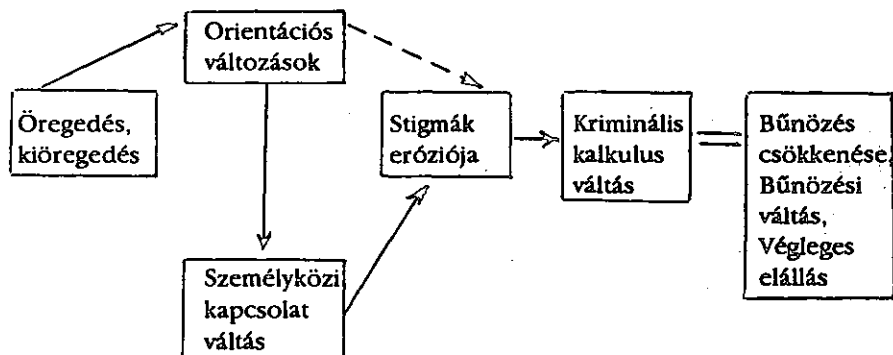 Orientációs
változások
Öregedés,
kiöregedés
Stigmák
eróziója
Kriminális
kalkulus
váltás
Bűnözés
csökkenése,
Bűnözési
váltás,
Végleges
elállás
Személyközi
kapcsolat
váltás